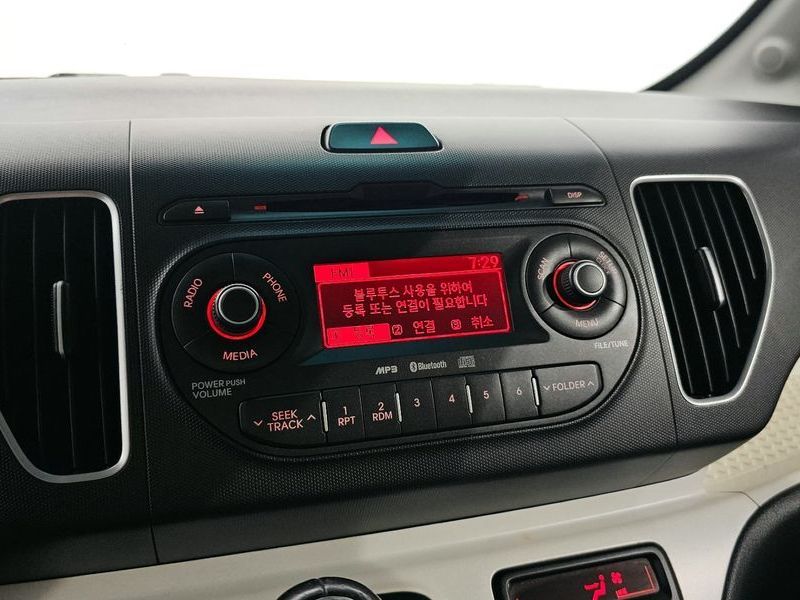 DISP
FM1 7:29
블루투스 사용을 위하여
등록 또는 연결이 필요합니다
등록 2 연결 3 취소
RADIO
PHONE
MEDIA
SCAN
MENU
FILE/TUNE
POWER PUSH
VOLUME
MP3 Bluetooth
SEEK
TRACK
1
RPT
2
RDM
3
4
5
6
FOLDER